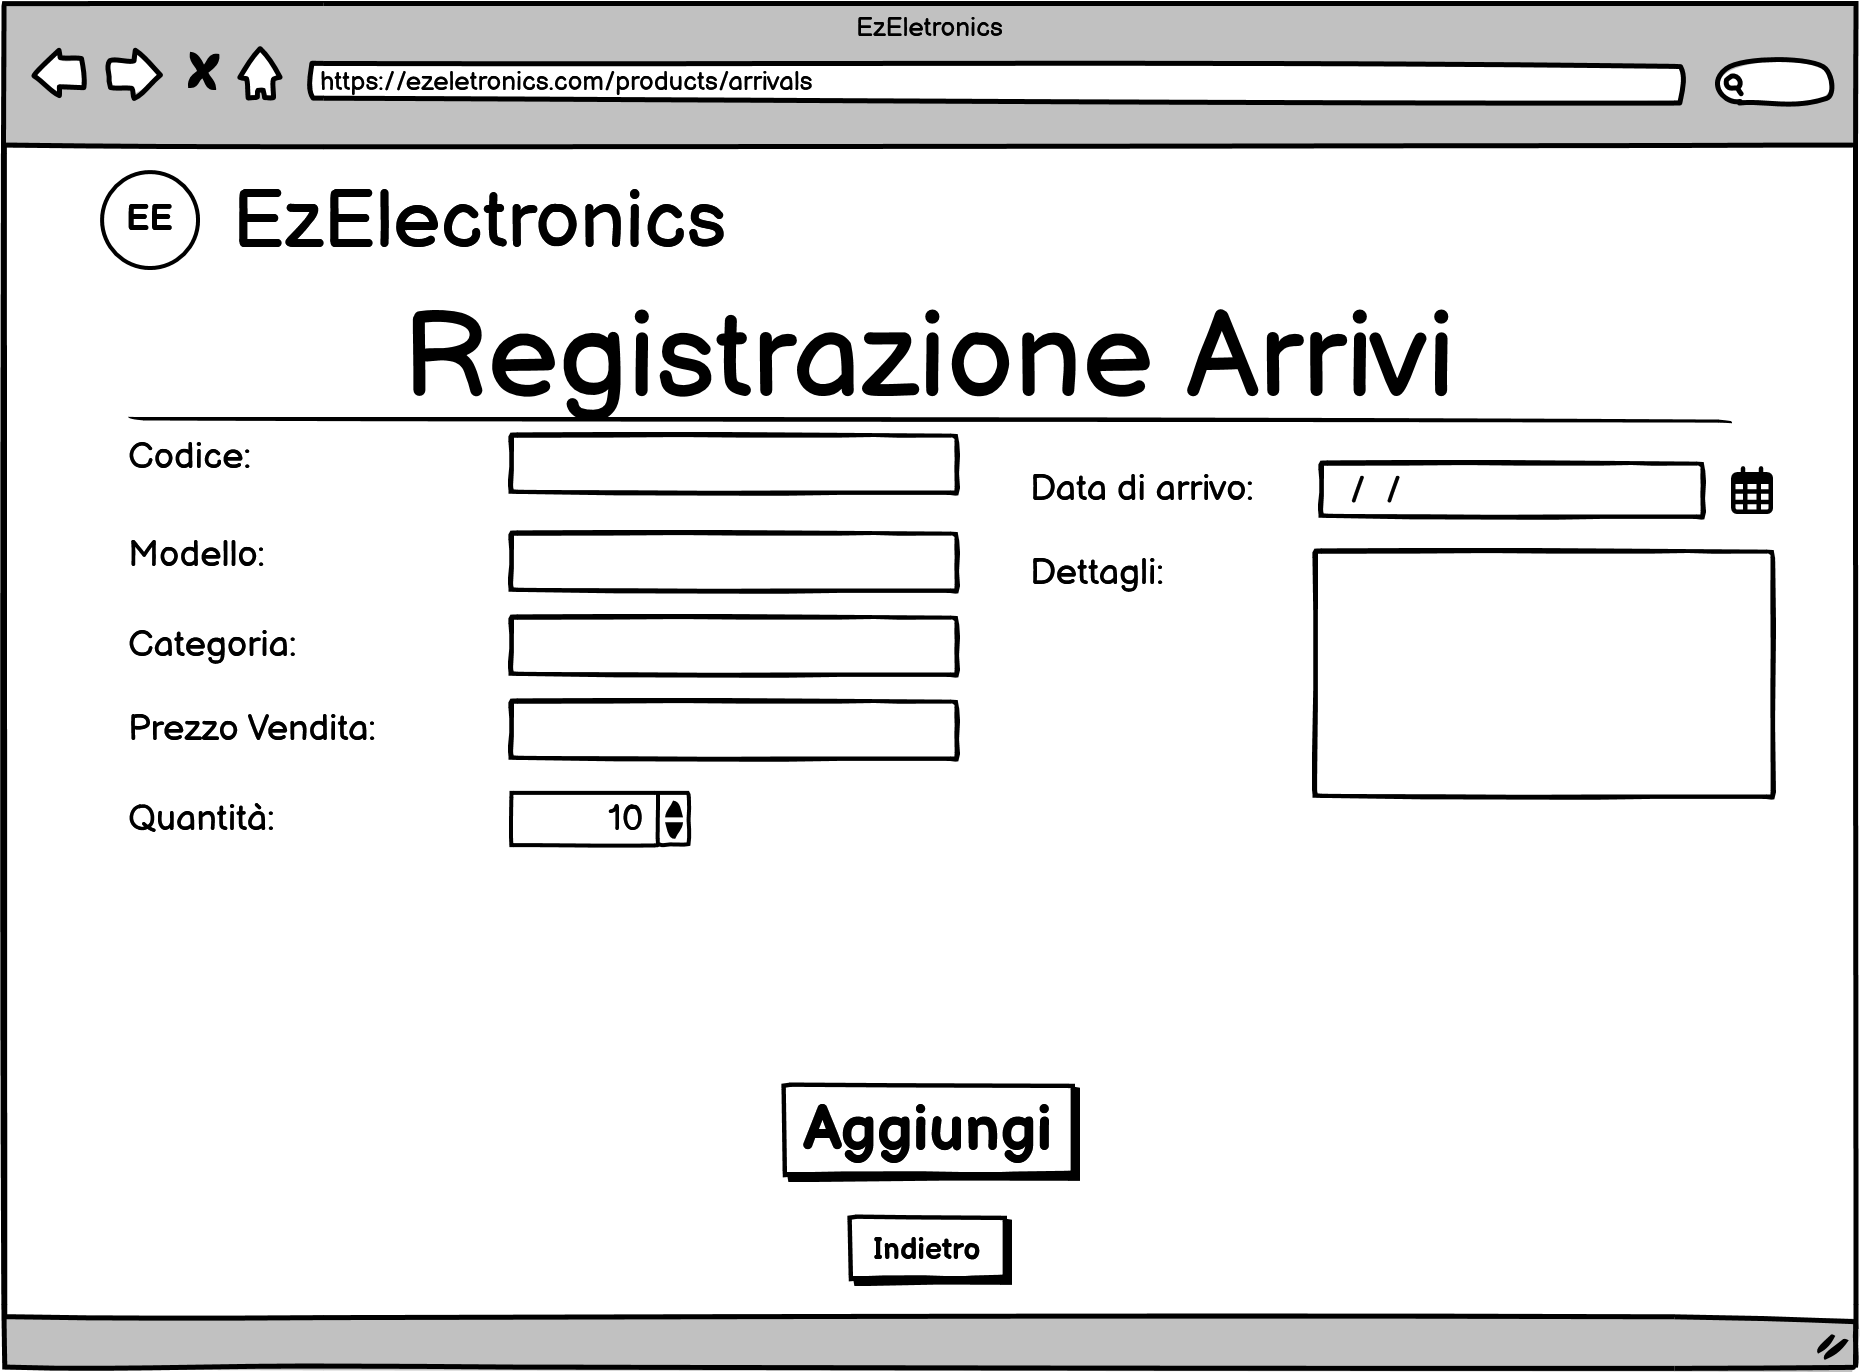 EzEletronics
https://ezeletronics.com/products/arrivals
EE
EzElectronics
Registrazione Arrivi
Codice:
Modello:
Categoria:
Prezzo Vendita:
Quantità:
10
Data di arrivo:
/ /
Dettagli:
Aggiungi
Indietro